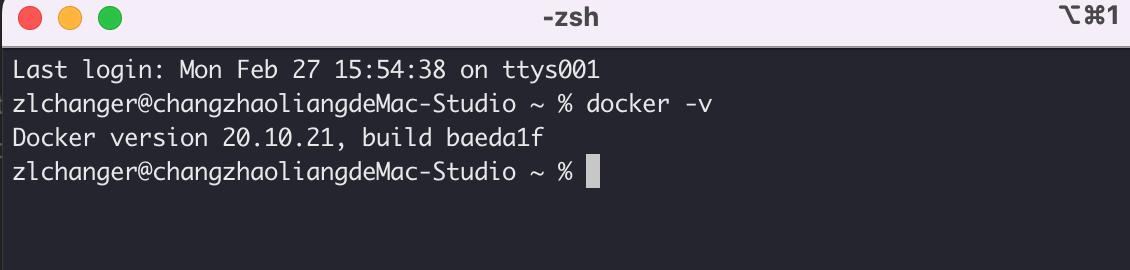 -zsh
⌥⌘1
Last login: Mon Feb 27 15:54:38 on ttys001
zlchanger@changzhaoliangdeMac-Studio ~ % docker -v
Docker version 20.10.21, build baeda1f
zlchanger@changzhaoliangdeMac-Studio ~ %